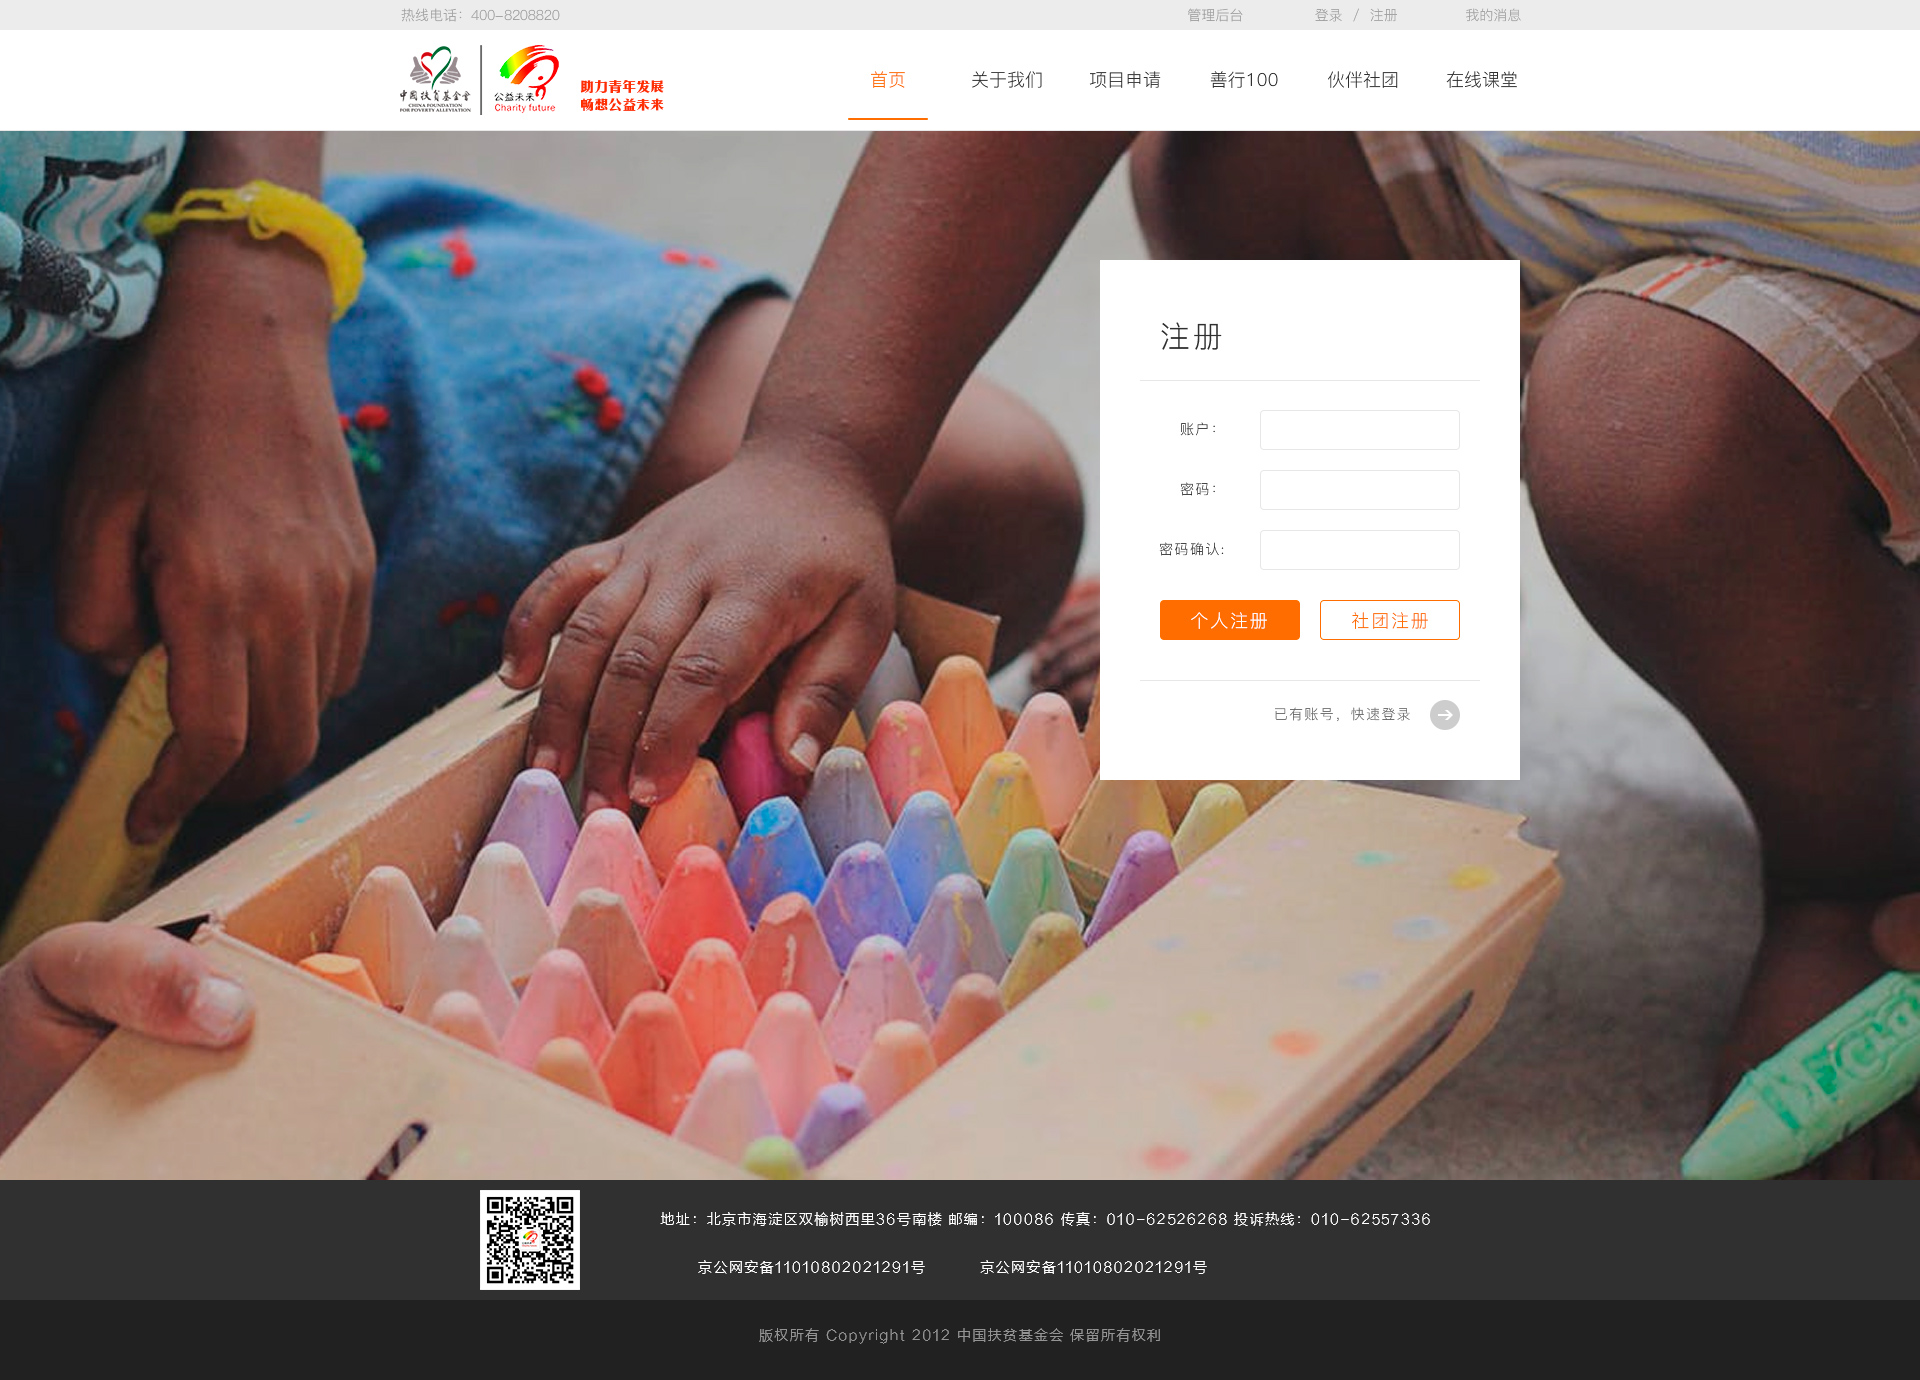 热线电话：400-8208820
管理后台
登录 / 注册
我的消息
中国扶贫基金会
CHINA FOUNDATION
FOR POVERTY ALLEVIATION
公益未来
Charity future
助力青年发展
畅想公益未来
首页
关于我们
项目申请
善行100
伙伴社团
在线课堂
注册
账户：
密码：
密码确认:
个人注册
社团注册
已有账号，快速登录
地址：北京市海淀区双榆树西里36号南楼 邮编：100086 传真：010-62526268 投诉热线：010-62557336
京公网安备11010802021291号
京公网安备11010802021291号
版权所有 Copyright 2012 中国扶贫基金会 保留所有权利